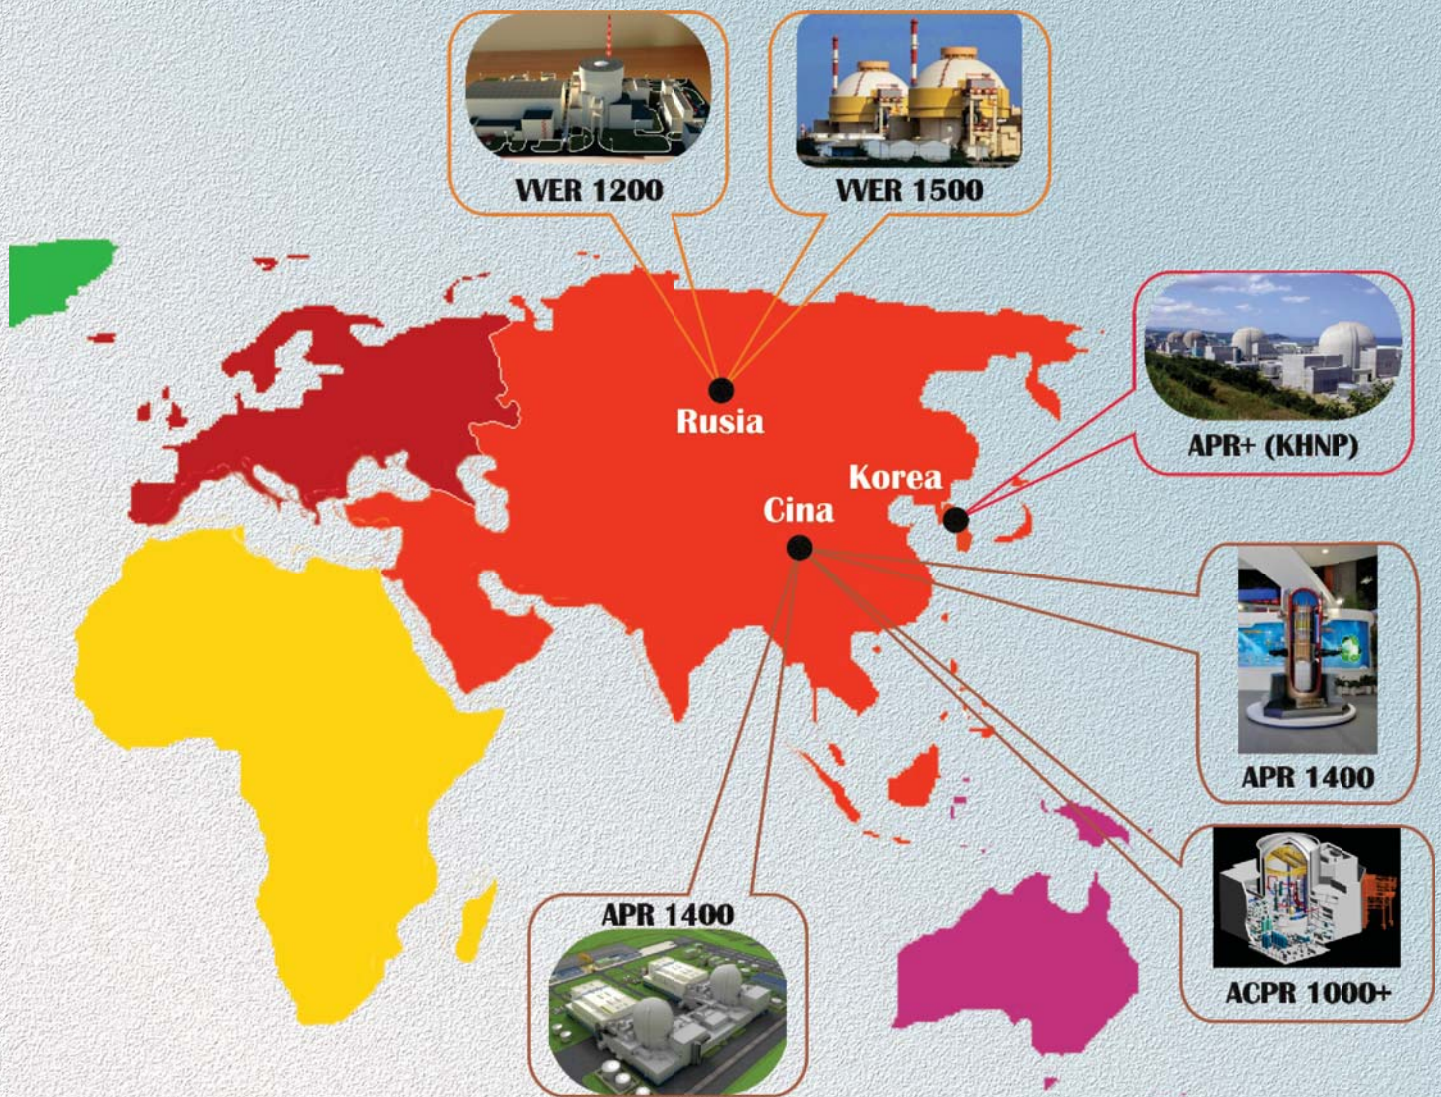 VVER 1200
VVER 1500
Rusia
APR+ (KHNP)
Korea
Cina
APR 1400
APR 1400
ACPR 1000+